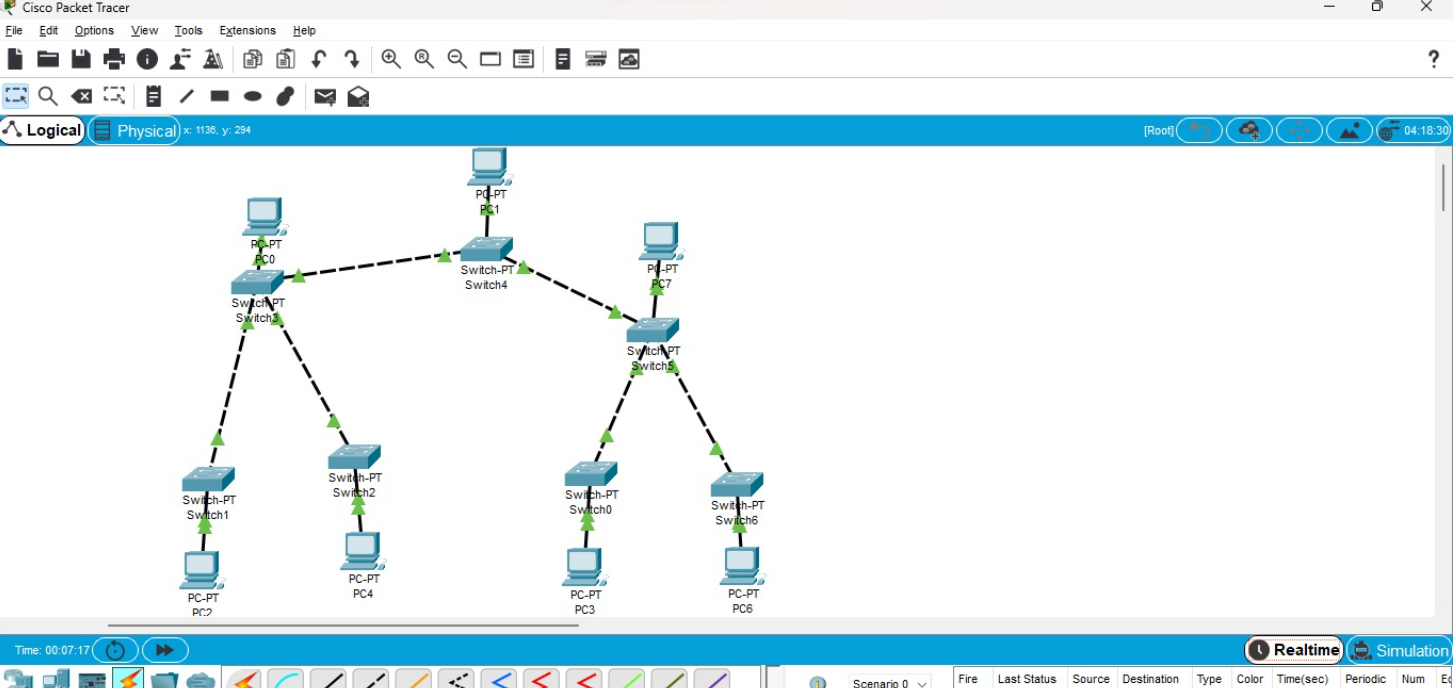 Cisco Packet Tracer
File Edit Options View Tools Extensions Help
?
Logical Physical x: 1136, y: 294 [Root] 04:18:30
PC-PT
PC1
PC-PT
PC0
Switch-PT
Switch4
PC-PT
PC7
Switch-PT
Switch3
Switch-PT
Switch5
Switch-PT
Switch2
Switch-PT
Switch1
Switch-PT
Switch0
Switch-PT
Switch6
PC-PT
PC4
PC-PT
PC2
PC-PT
PC3
PC-PT
PC6
Time: 00:07:17 Realtime Simulation
Scenario 0 Fire Last Status Source Destination Type Color Time(sec) Periodic Num